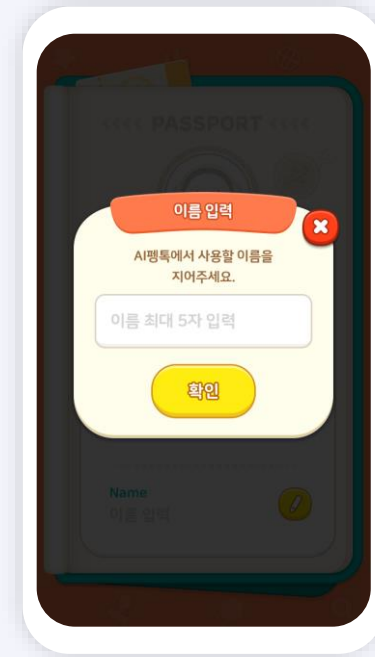 <<<< PASSPORT <<<<
이름 입력
AI펭톡에서 사용할 이름을
지어주세요.
이름 최대 5자 입력
확인
Name
이름 입력